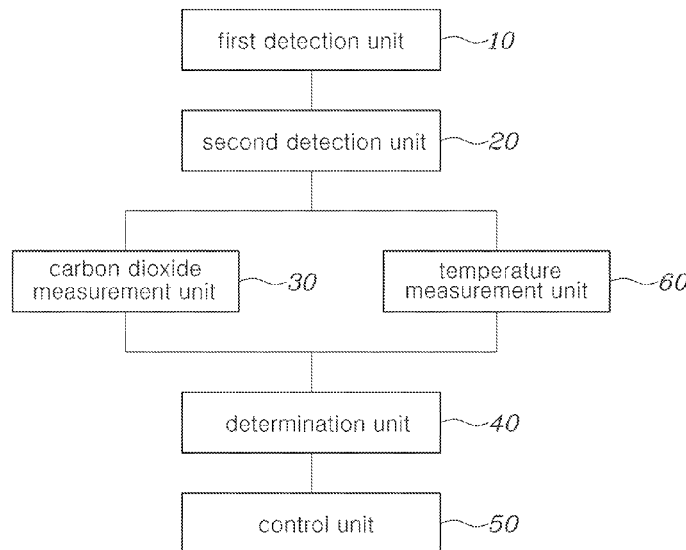 first detection unit 10
second detection unit 20
carbon dioxide
measurement unit 30
temperature
measurement unit 60
determination unit 40
control unit 50